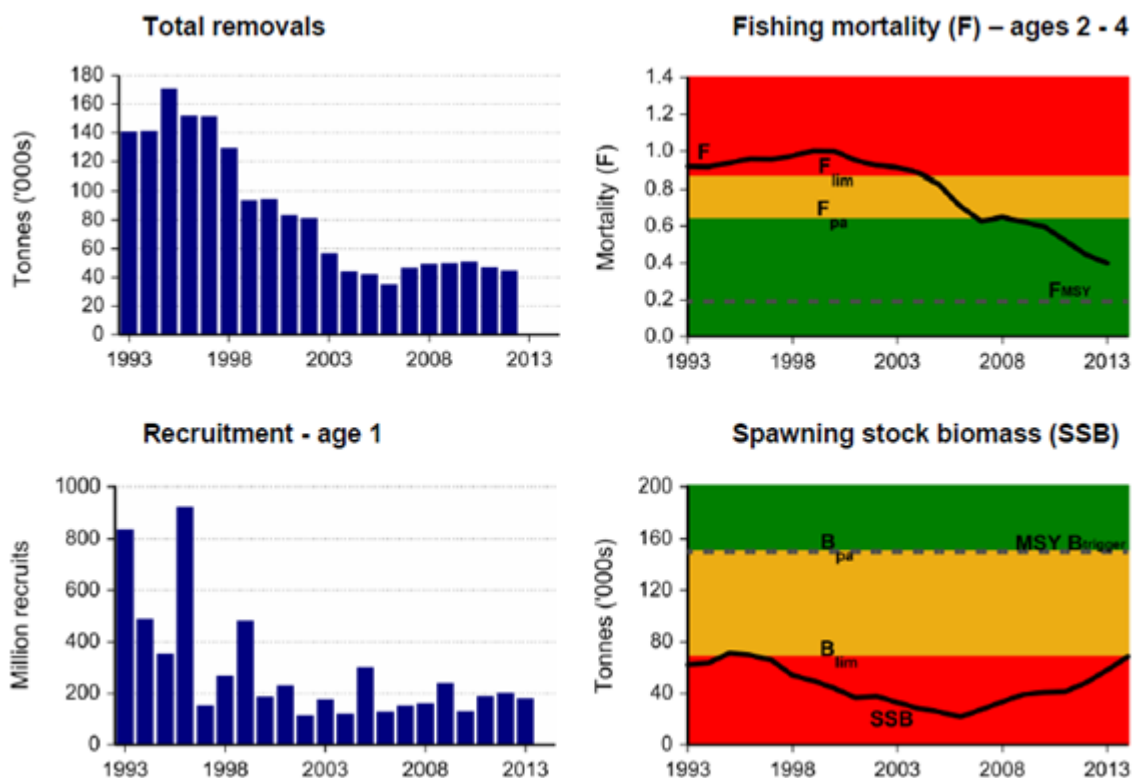 Total removals
Tonnes ('000s)
180
160
140
120
100
80
60
40
20
0
1993 1998 2003 2008 2013
Fishing mortality (F) – ages 2 - 4
Mortality (F)
1.4
1.2
1.0
0.8
0.6
0.4
0.2
0.0
F
Flim
Fpa
FMSY
1993 1998 2003 2008 2013
Recruitment - age 1
Million recruits
1000
800
600
400
200
0
1993 1998 2003 2008 2013
Spawning stock biomass (SSB)
Tonnes ('000s)
200
160
120
80
40
0
Bpa
MSY Btrigger
Blim
SSB
1993 1998 2003 2008 2013